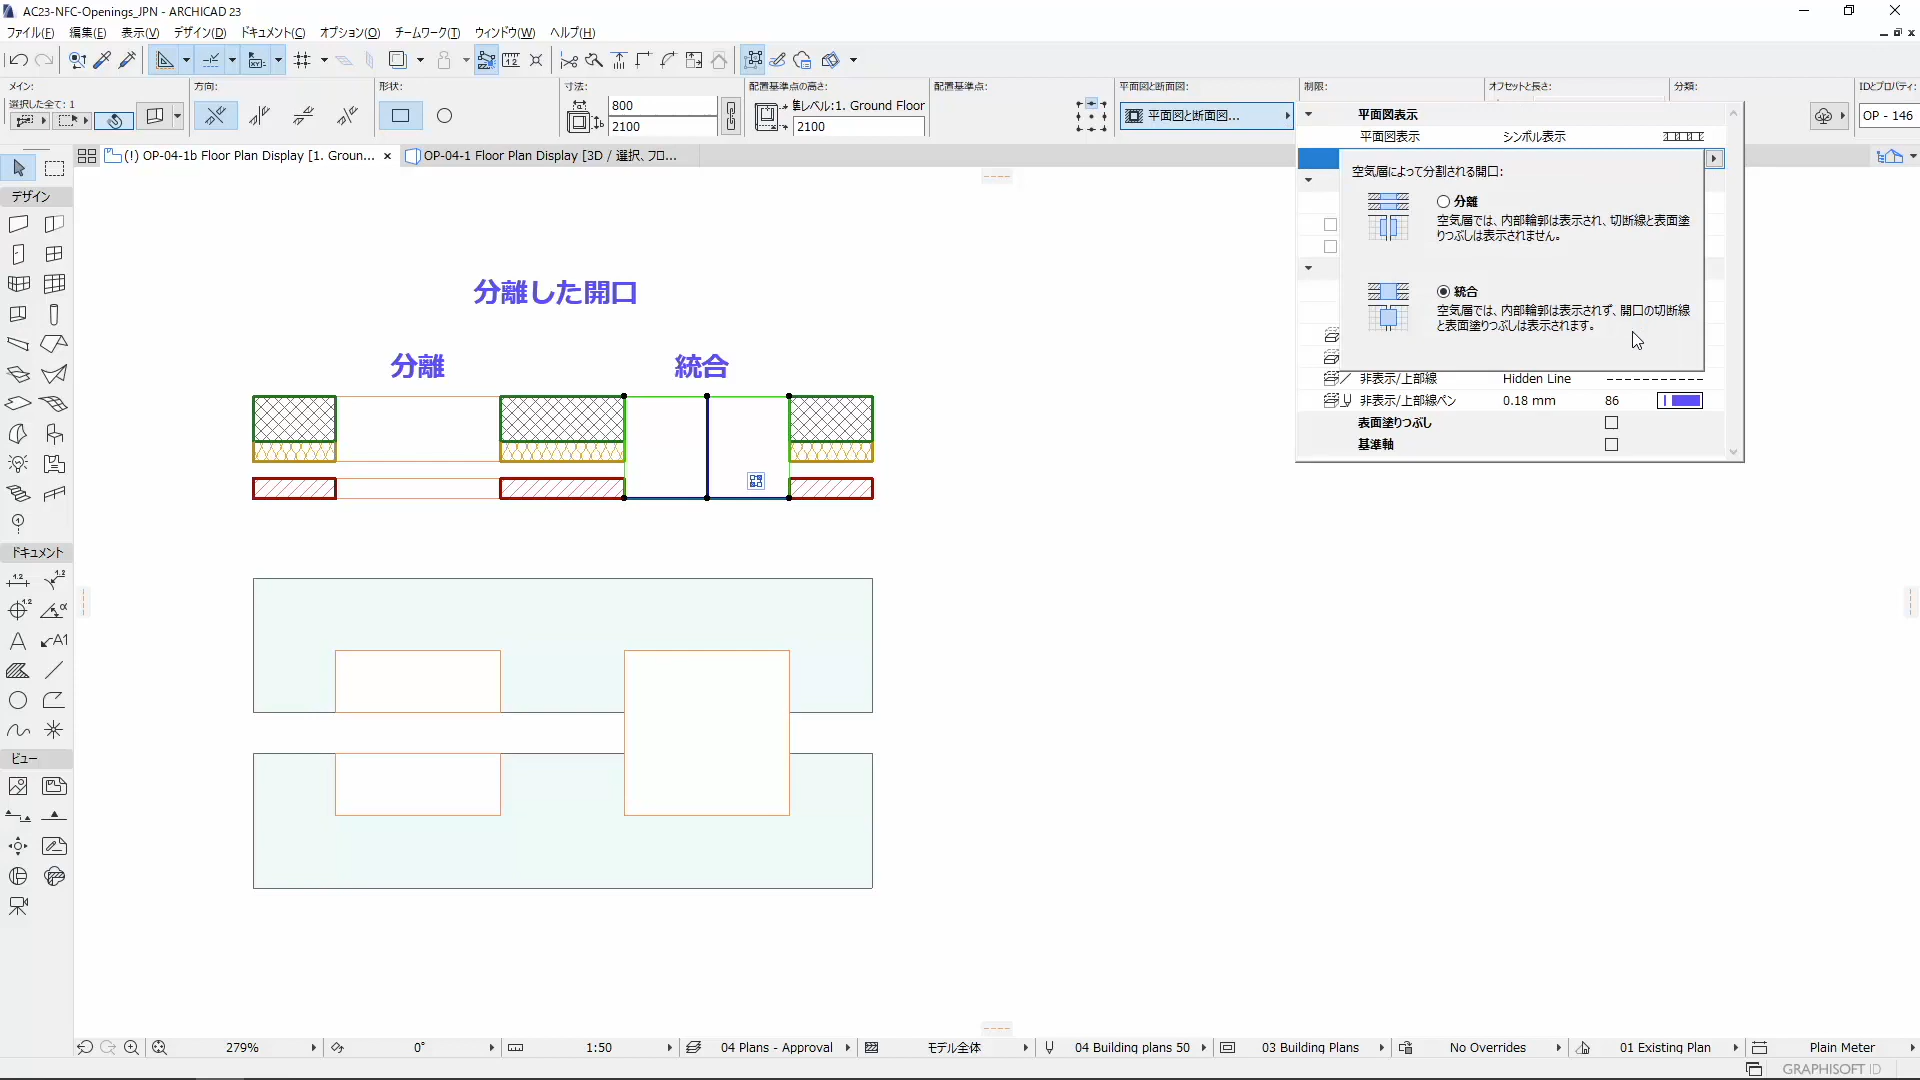 AC23-NFC-Openings_JPN - ARCHICAD 23
ファイル(F) 編集(E) 表示(V) デザイン(D) ドキュメント(C) オプション(O) チームワーク(T) ウィンドウ(W) ヘルプ(H)
メイン: 方向: 形状: 寸法: 配置基準点の高さ: 配置基準点: 平面図と断面図: 制限: オフセットと長さ: 分類: IDとプロパティ:
選択した全て: 1
800
2100
集レベル:1. Ground Floor
2100
平面図と断面図...
OP - 146
(!) OP-04-1b Floor Plan Display [1. Groun...
OP-04-1 Floor Plan Display [3D / 選択、フロ...
平面図表示
平面図表示 シンボル表示
空気層によって分割される開口:
分離
空気層では、内部輪郭は表示され、切断線と表面塗
りつぶしは表示されません。
統合
空気層では、内部輪郭は表示されず、開口の切断線
と表面塗りつぶしは表示されます。
非表示/上部線 Hidden Line
非表示/上部線ペン 0.18 mm 86
表面塗りつぶし
基準軸
デザイン
ドキュメント
ビュー
分離した開口
分離
統合
279% 0° 1:50 04 Plans - Approval モデル全体 04 Building plans 50 03 Building Plans No Overrides 01 Existing Plan Plain Meter
GRAPHISOFT ID